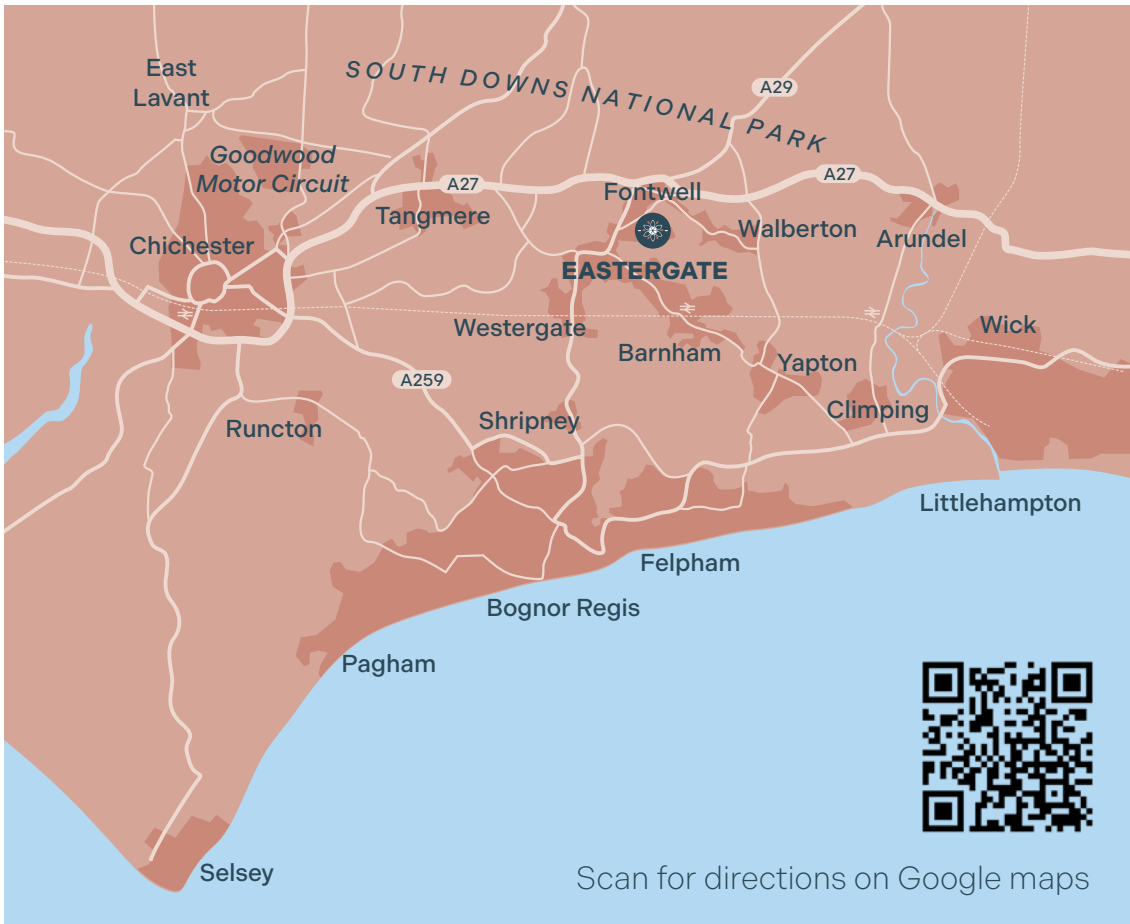 East
Lavant
SOUTH DOWNS NATIONAL PARK
A29
Goodwood
Motor Circuit
A27
A27
Fontwell
Tangmere
Walberton
Arundel
Chichester
EASTERGATE
Westergate
Wick
Barnham
Yapton
A259
Climping
Shripney
Runcton
Littlehampton
Felpham
Bognor Regis
Pagham
Selsey
Scan for directions on Google maps